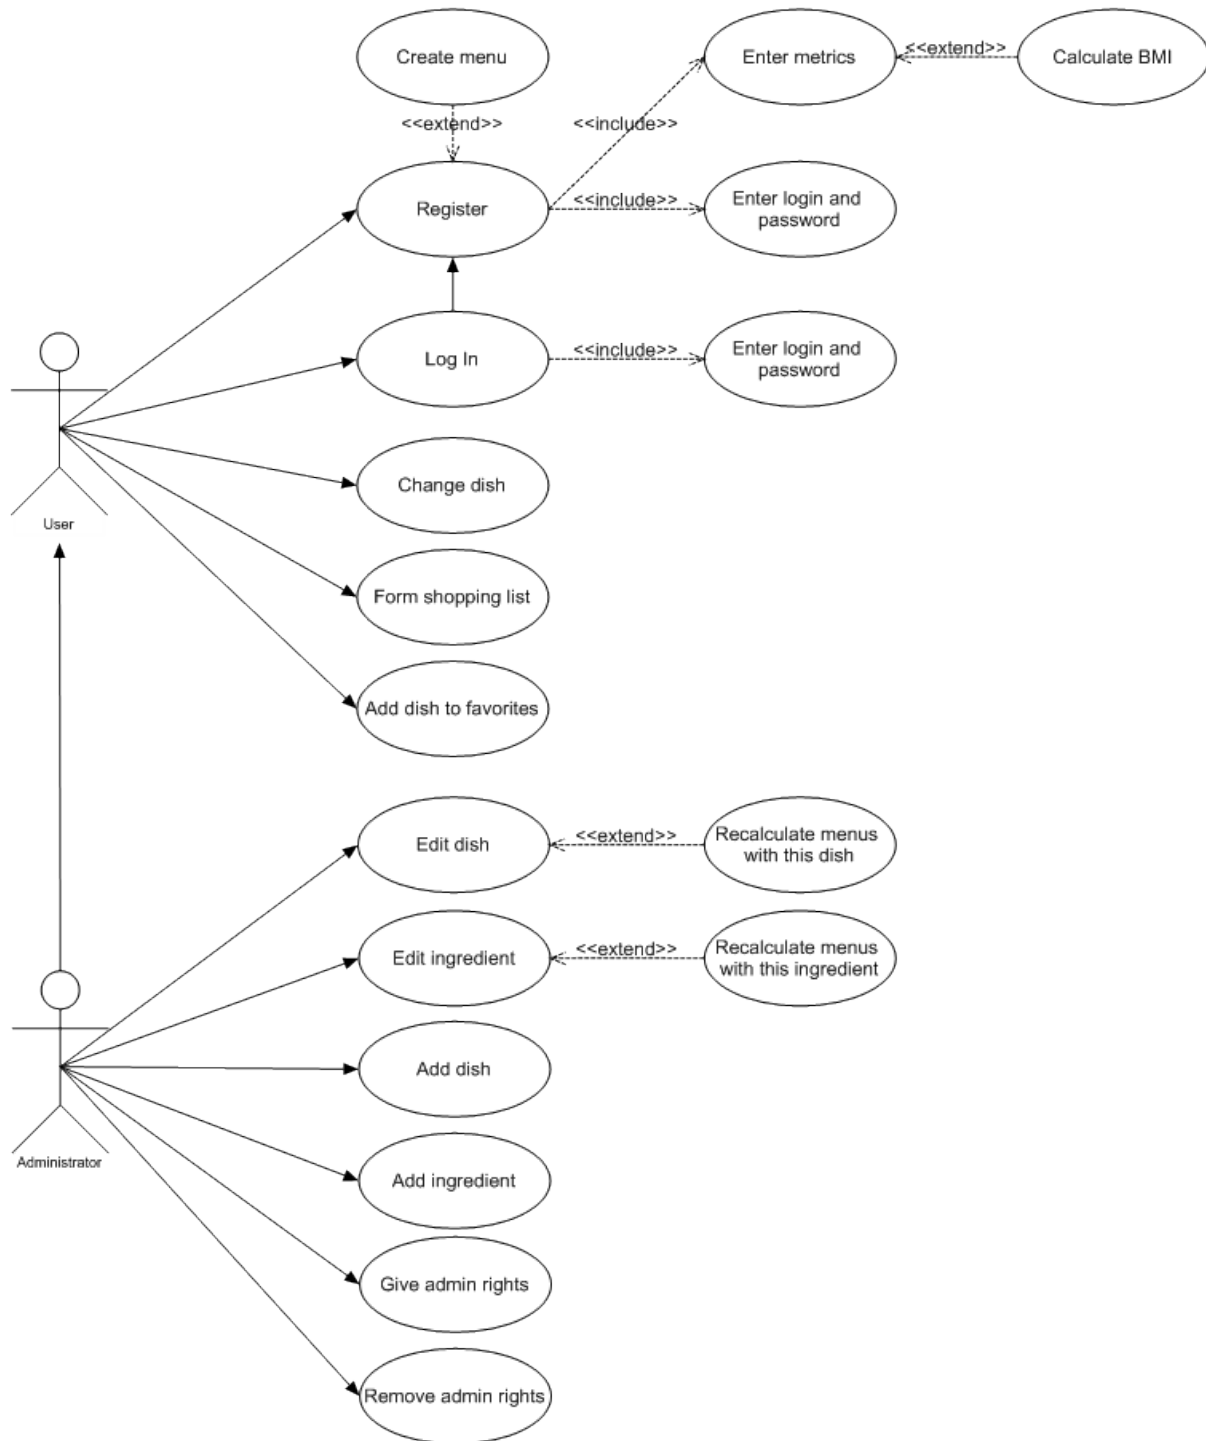 Create menu
Enter metrics
<<extend>>
Calculate BMI
<<extend>>
<<include>>
Register
<<include>>
Enter login and
password
Log In
<<include>>
Enter login and
password
Change dish
User
Form shopping list
Add dish to favorites
Edit dish
<<extend>>
Recalculate menus
with this dish
Edit ingredient
<<extend>>
Recalculate menus
with this ingredient
Add dish
Administrator
Add ingredient
Give admin rights
Remove admin rights